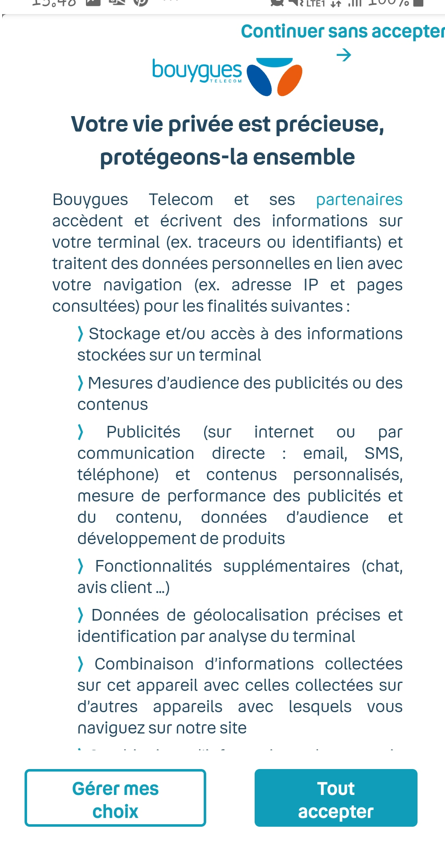 Continuer sans accepter
→
bouygues
TELECOM
Votre vie privée est précieuse,
protégeons-la ensemble
Bouygues Telecom et ses partenaires
accèdent et écrivent des informations sur
votre terminal (ex. traceurs ou identifiants) et
traitent des données personnelles en lien avec
votre navigation (ex. adresse IP et pages
consultées) pour les finalités suivantes :
⟩ Stockage et/ou accès à des informations
stockées sur un terminal
⟩ Mesures d'audience des publicités ou des
contenus
⟩ Publicités (sur internet ou par
communication directe : email, SMS,
téléphone) et contenus personnalisés,
mesure de performance des publicités et
du contenu, données d'audience et
développement de produits
⟩ Fonctionnalités supplémentaires (chat,
avis client ...)
⟩ Données de géolocalisation précises et
identification par analyse du terminal
⟩ Combinaison d'informations collectées
sur cet appareil avec celles collectées sur
d'autres appareils avec lesquels vous
naviguez sur notre site
Gérer mes
choix
Tout
accepter